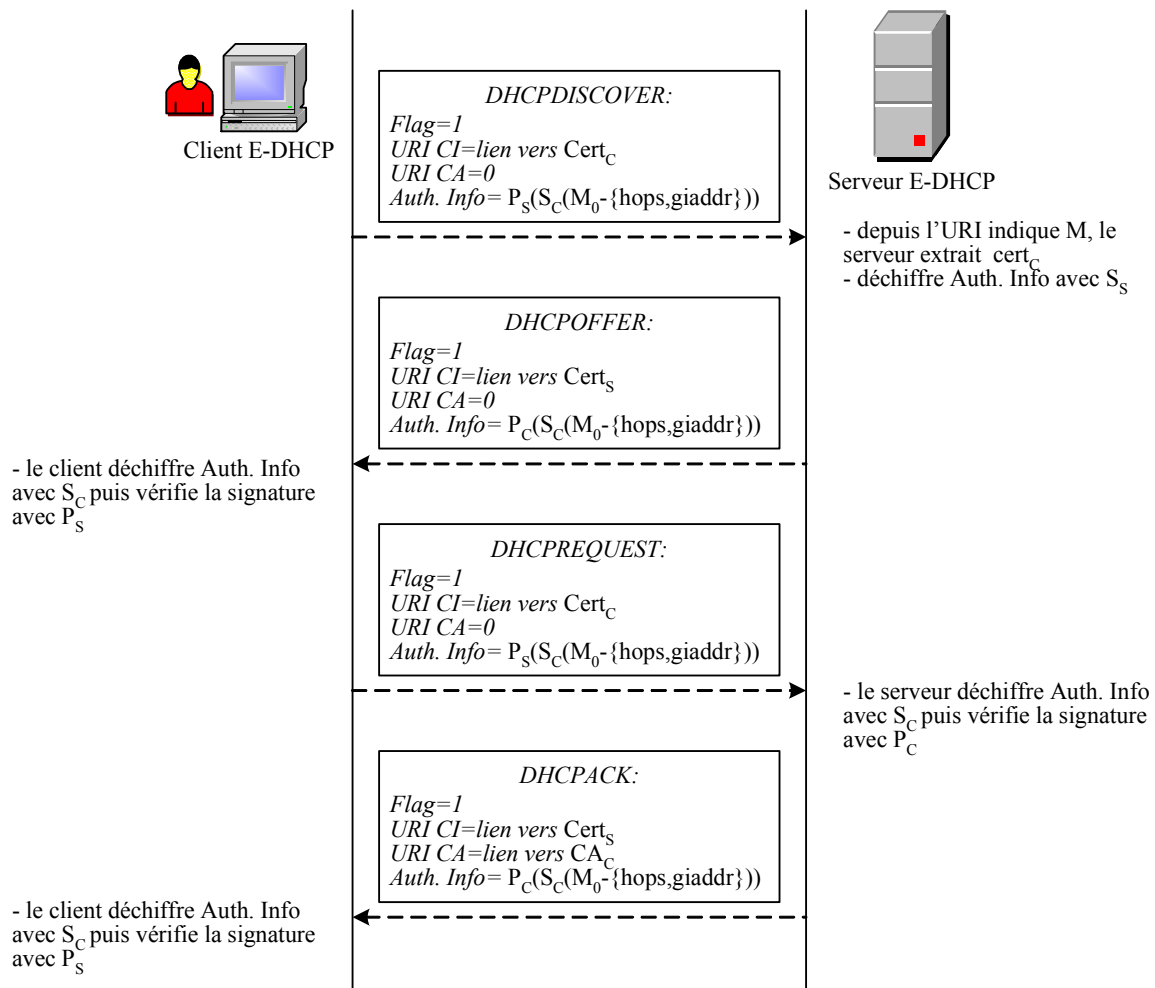 Client E-DHCP
Serveur E-DHCP
DHCPDISCOVER:
Flag=1
URI CI=lien vers Cert_C
URI CA=0
Auth. Info= P_S(S_C(M_0-{hops,giaddr}))
- depuis l'URI indique M, le
serveur extrait cert_C
- déchiffre Auth. Info avec S_S
DHCPOFFER:
Flag=1
URI CI=lien vers Cert_S
URI CA=0
Auth. Info= P_C(S_C(M_0-{hops,giaddr}))
- le client déchiffre Auth. Info
avec S_C puis vérifie la signature
avec P_S
DHCPREQUEST:
Flag=1
URI CI=lien vers Cert_C
URI CA=0
Auth. Info= P_S(S_C(M_0-{hops,giaddr}))
- le serveur déchiffre Auth. Info
avec S_C puis vérifie la signature
avec P_C
DHCPACK:
Flag=1
URI CI=lien vers Cert_S
URI CA=lien vers CA_C
Auth. Info= P_C(S_C(M_0-{hops,giaddr}))
- le client déchiffre Auth. Info
avec S_C puis vérifie la signature
avec P_S